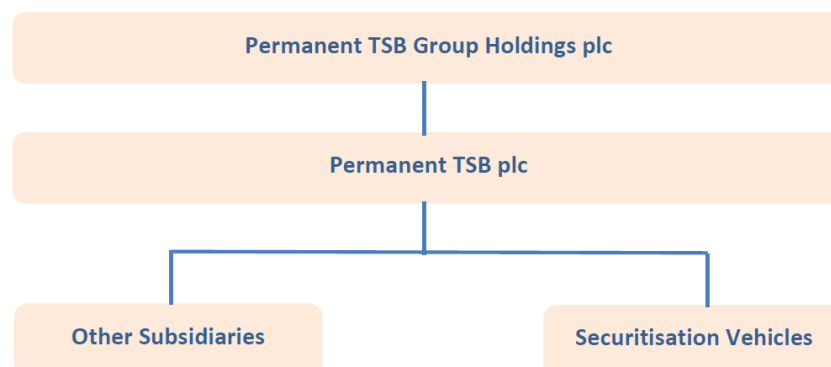 Permanent TSB Group Holdings plc
Permanent TSB plc
Other Subsidiaries
Securitisation Vehicles